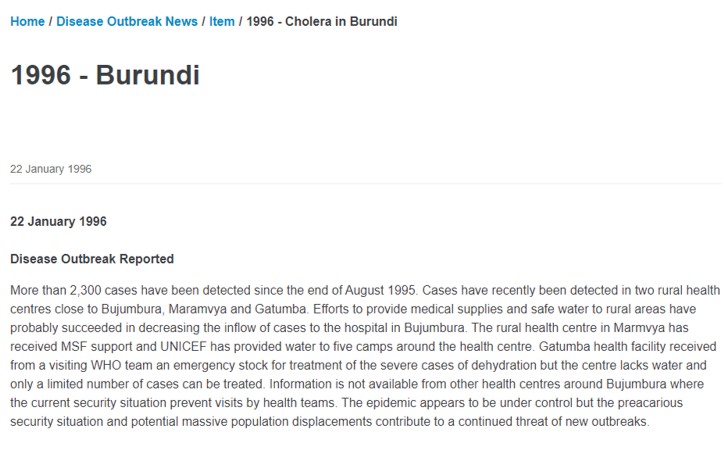 Home / Disease Outbreak News / Item / 1996 - Cholera in Burundi
1996 - Burundi
22 January 1996
22 January 1996
Disease Outbreak Reported
More than 2,300 cases have been detected since the end of August 1995. Cases have recently been detected in two rural health
centres close to Bujumbura, Maramvya and Gatumba. Efforts to provide medical supplies and safe water to rural areas have
probably succeeded in decreasing the inflow of cases to the hospital in Bujumbura. The rural health centre in Marmvya has
received MSF support and UNICEF has provided water to five camps around the health centre. Gatumba health facility received
from a visiting WHO team an emergency stock for treatment of the severe cases of dehydration but the centre lacks water and
only a limited number of cases can be treated. Information is not available from other health centres around Bujumbura where
the current security situation prevent visits by health teams. The epidemic appears to be under control but the preacarious
security situation and potential massive population displacements contribute to a continued threat of new outbreaks.